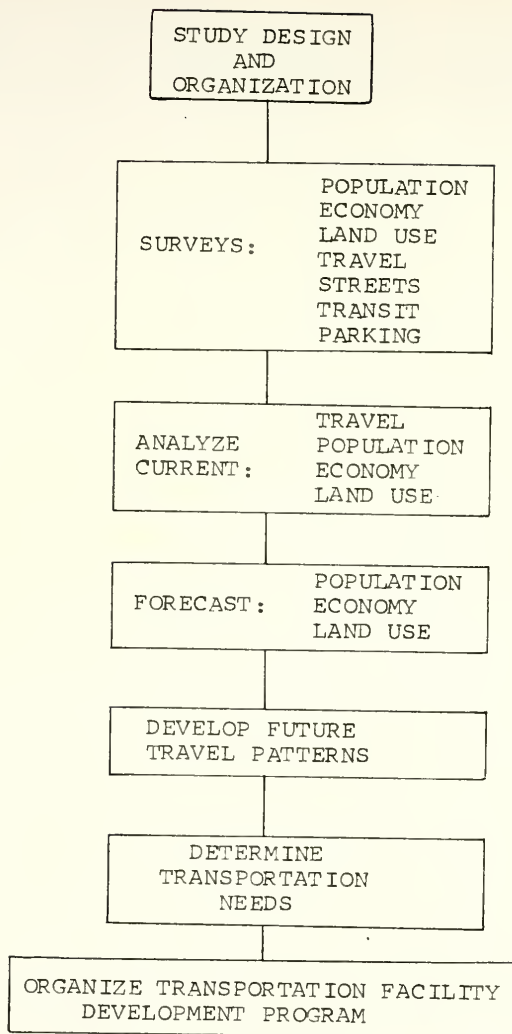 STUDY DESIGN
AND
ORGANIZATION
SURVEYS:
POPULATION
ECONOMY
LAND USE
TRAVEL
STREETS
TRANSIT
PARKING
ANALYZE
CURRENT:
TRAVEL
POPULATION
ECONOMY
LAND USE
FORECAST:
POPULATION
ECONOMY
LAND USE
DEVELOP FUTURE
TRAVEL PATTERNS
DETERMINE
TRANSPORTATION
NEEDS
ORGANIZE TRANSPORTATION FACILITY
DEVELOPMENT PROGRAM